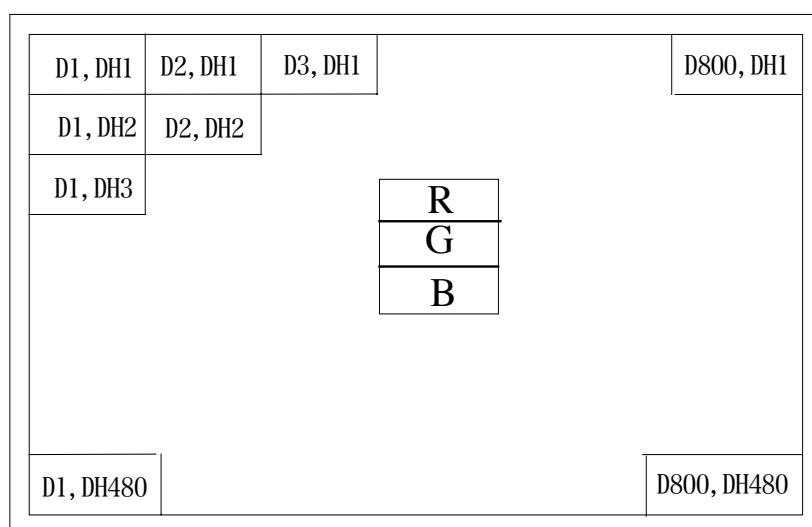 D1,DH1 D2,DH1 D3,DH1 D800,DH1
D1,DH2 D2,DH2
D1,DH3
R
G
B
D1,DH480 D800,DH480